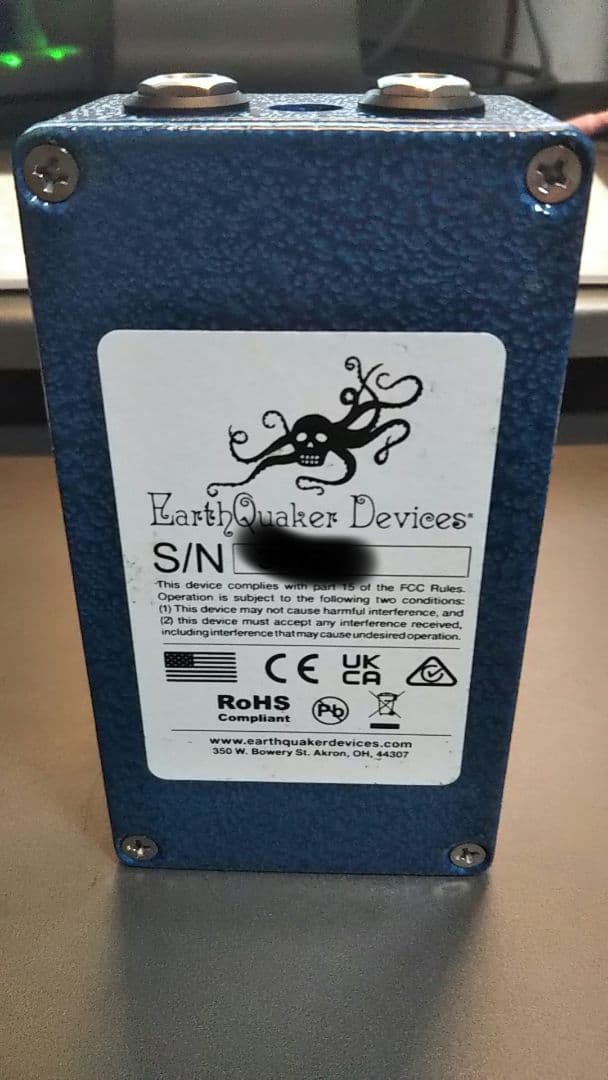 EarthQuaker Devices®
S/N
This device complies with part 15 of the FCC Rules.
Operation is subject to the following two conditions:
(1) This device may not cause harmful interference, and
(2) this device must accept any interference received,
including interference that may cause undesired operation.
CE UK CA
RoHS Pb
Compliant
www.earthquakerdevices.com
350 W. Bowery St. Akron, OH, 44307